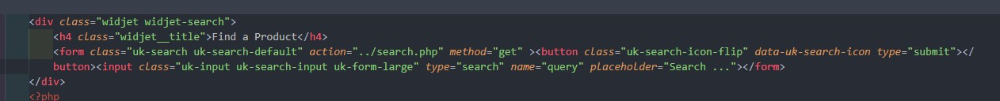 <div class="widjet widjet-search">
<h4 class="widjet__title">Find a Product</h4>
<form class="uk-search uk-search-default" action="../search.php" method="get" ><button class="uk-search-icon-flip" data-uk-search-icon type="submit"></
button><input class="uk-input uk-search-input uk-form-large" type="search" name="query" placeholder="Search ..."></form>
</div>
<?php